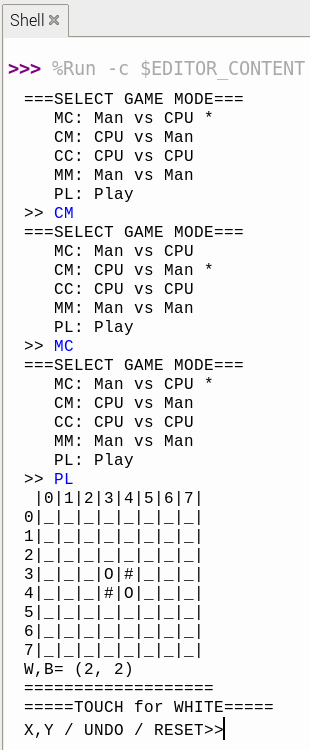 Shell ✕
>>> %Run -c $EDITOR_CONTENT
===SELECT GAME MODE===
   MC: Man vs CPU *
   CM: CPU vs Man
   CC: CPU vs CPU
   MM: Man vs Man
   PL: Play
>> CM
===SELECT GAME MODE===
   MC: Man vs CPU
   CM: CPU vs Man *
   CC: CPU vs CPU
   MM: Man vs Man
   PL: Play
>> MC
===SELECT GAME MODE===
   MC: Man vs CPU *
   CM: CPU vs Man
   CC: CPU vs CPU
   MM: Man vs Man
   PL: Play
>> PL
 |0|1|2|3|4|5|6|7|
0|_|_|_|_|_|_|_|_|
1|_|_|_|_|_|_|_|_|
2|_|_|_|_|_|_|_|_|
3|_|_|_|O|#|_|_|_|
4|_|_|_|#|O|_|_|_|
5|_|_|_|_|_|_|_|_|
6|_|_|_|_|_|_|_|_|
7|_|_|_|_|_|_|_|_|
W,B= (2, 2)
===================
=====TOUCH for WHITE=====
X,Y / UNDO / RESET>>